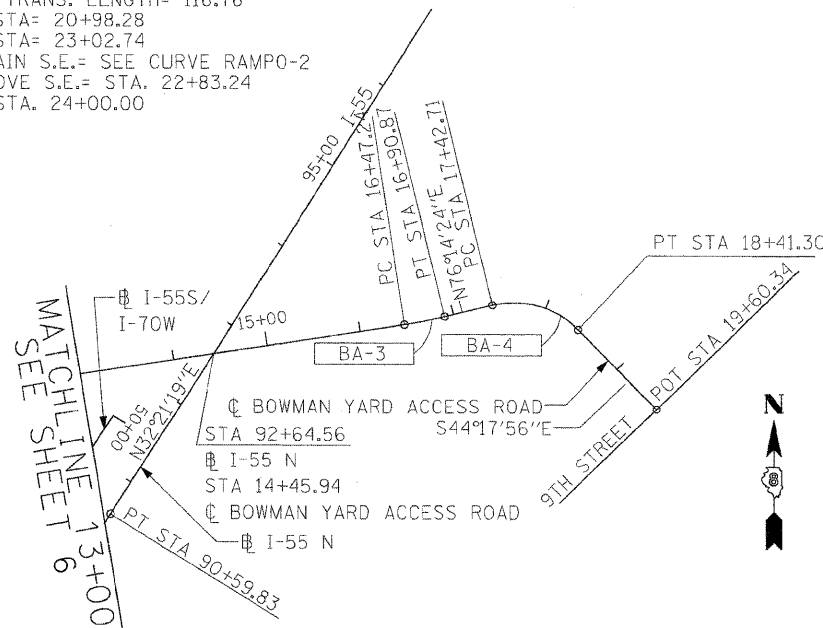 TRANS. LENGTH= 116.76
STA= 20+98.28
STA= 23+02.74
AIN S.E.= SEE CURVE RAMPO-2
OVE S.E.= STA. 22+83.24
STA. 24+00.00
95+00 I-55
PC STA 16+47.2
PT STA 16+90.87
N76°14'24"E
PC STA 17+42.71
PT STA 18+41.30
POT STA 19+60.34
9TH STREET
BA-3
BA-4
15+00
℄ I-55S/
I-70W
50+00
N32°21'19"E
MATCHLINE 13+00
SEE SHEET 6
℄ BOWMAN YARD ACCESS ROAD
S44°17'56"E
STA 92+64.56
I-55 N
STA 14+45.94
℄ BOWMAN YARD ACCESS ROAD
I-55 N
PT STA 90+59.83
N
8